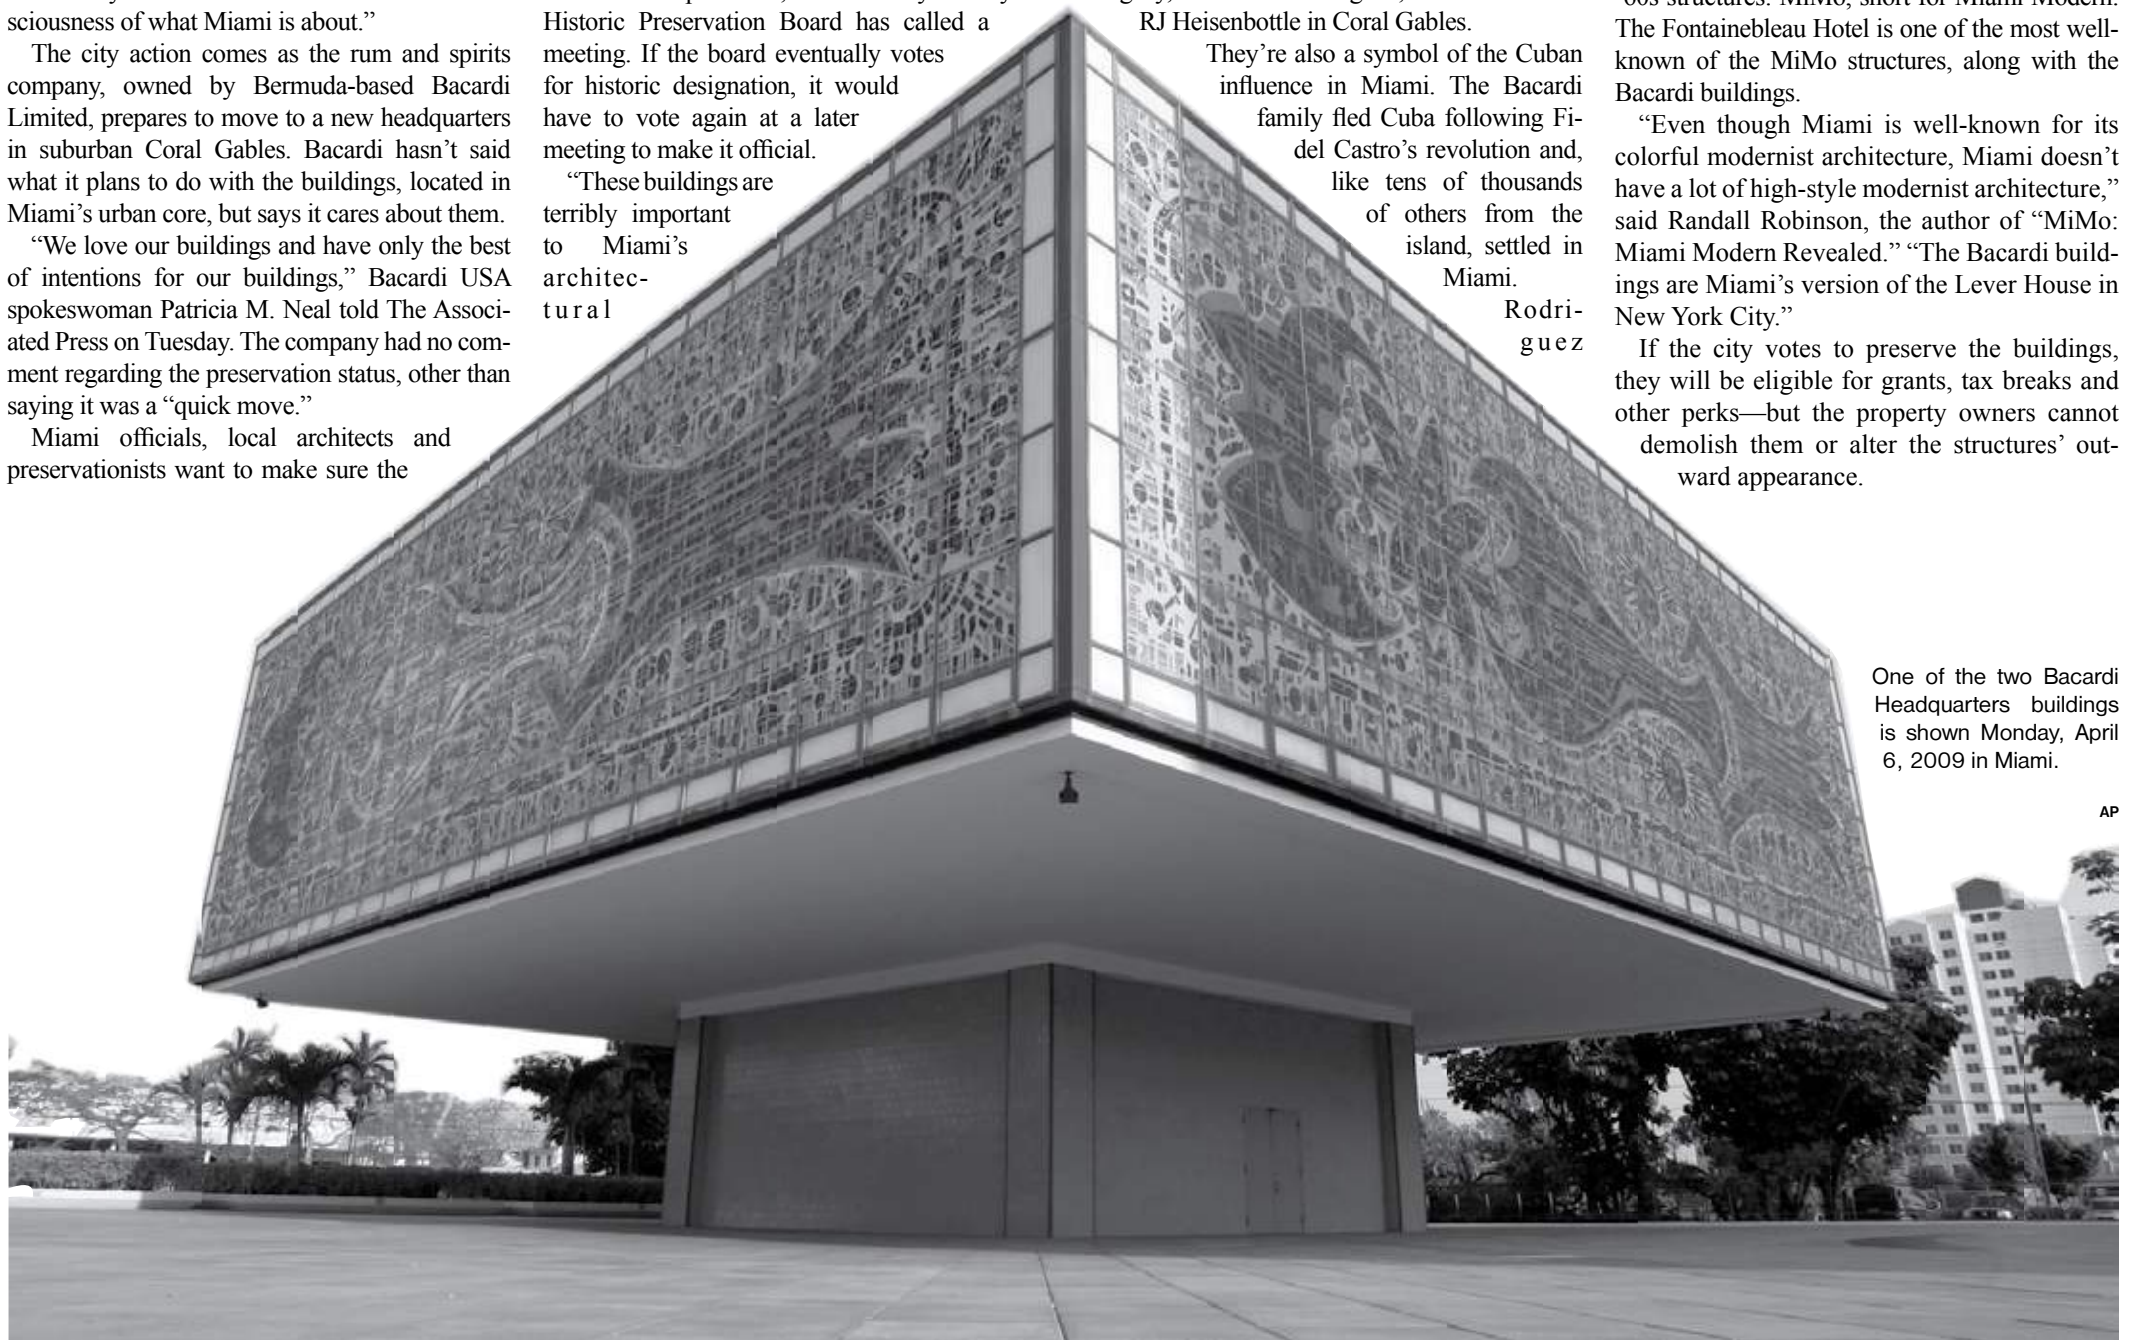 sciousness of what Miami is about.”
The city action comes as the rum and spirits
company, owned by Bermuda-based Bacardi
Limited, prepares to move to a new headquarters
in suburban Coral Gables. Bacardi hasn’t said
what it plans to do with the buildings, located in
Miami’s urban core, but says it cares about them.
“We love our buildings and have only the best
of intentions for our buildings,” Bacardi USA
spokeswoman Patricia M. Neal told The Associ-
ated Press on Tuesday. The company had no com-
ment regarding the preservation status, other than
saying it was a “quick move.”
Miami officials, local architects and
preservationists want to make sure the
Historic Preservation Board has called a
meeting. If the board eventually votes
for historic designation, it would
have to vote again at a later
meeting to make it official.
“These buildings are
terribly important
to Miami’s
architec-
tural
RJ Heisenbottle in Coral Gables.
They’re also a symbol of the Cuban
influence in Miami. The Bacardi
family fled Cuba following Fi-
del Castro’s revolution and,
like tens of thousands
of others from the
island, settled in
Miami.
Rodri-
guez
structures. MiMo, short for Miami Modern.
The Fontainebleau Hotel is one of the most well-
known of the MiMo structures, along with the
Bacardi buildings.
“Even though Miami is well-known for its
colorful modernist architecture, Miami doesn’t
have a lot of high-style modernist architecture,”
said Randall Robinson, the author of “MiMo:
Miami Modern Revealed.” “The Bacardi build-
ings are Miami’s version of the Lever House in
New York City.”
If the city votes to preserve the buildings,
they will be eligible for grants, tax breaks and
other perks—but the property owners cannot
demolish them or alter the structures’ out-
ward appearance.
One of the two Bacardi
Headquarters buildings
is shown Monday, April
6, 2009 in Miami.
AP